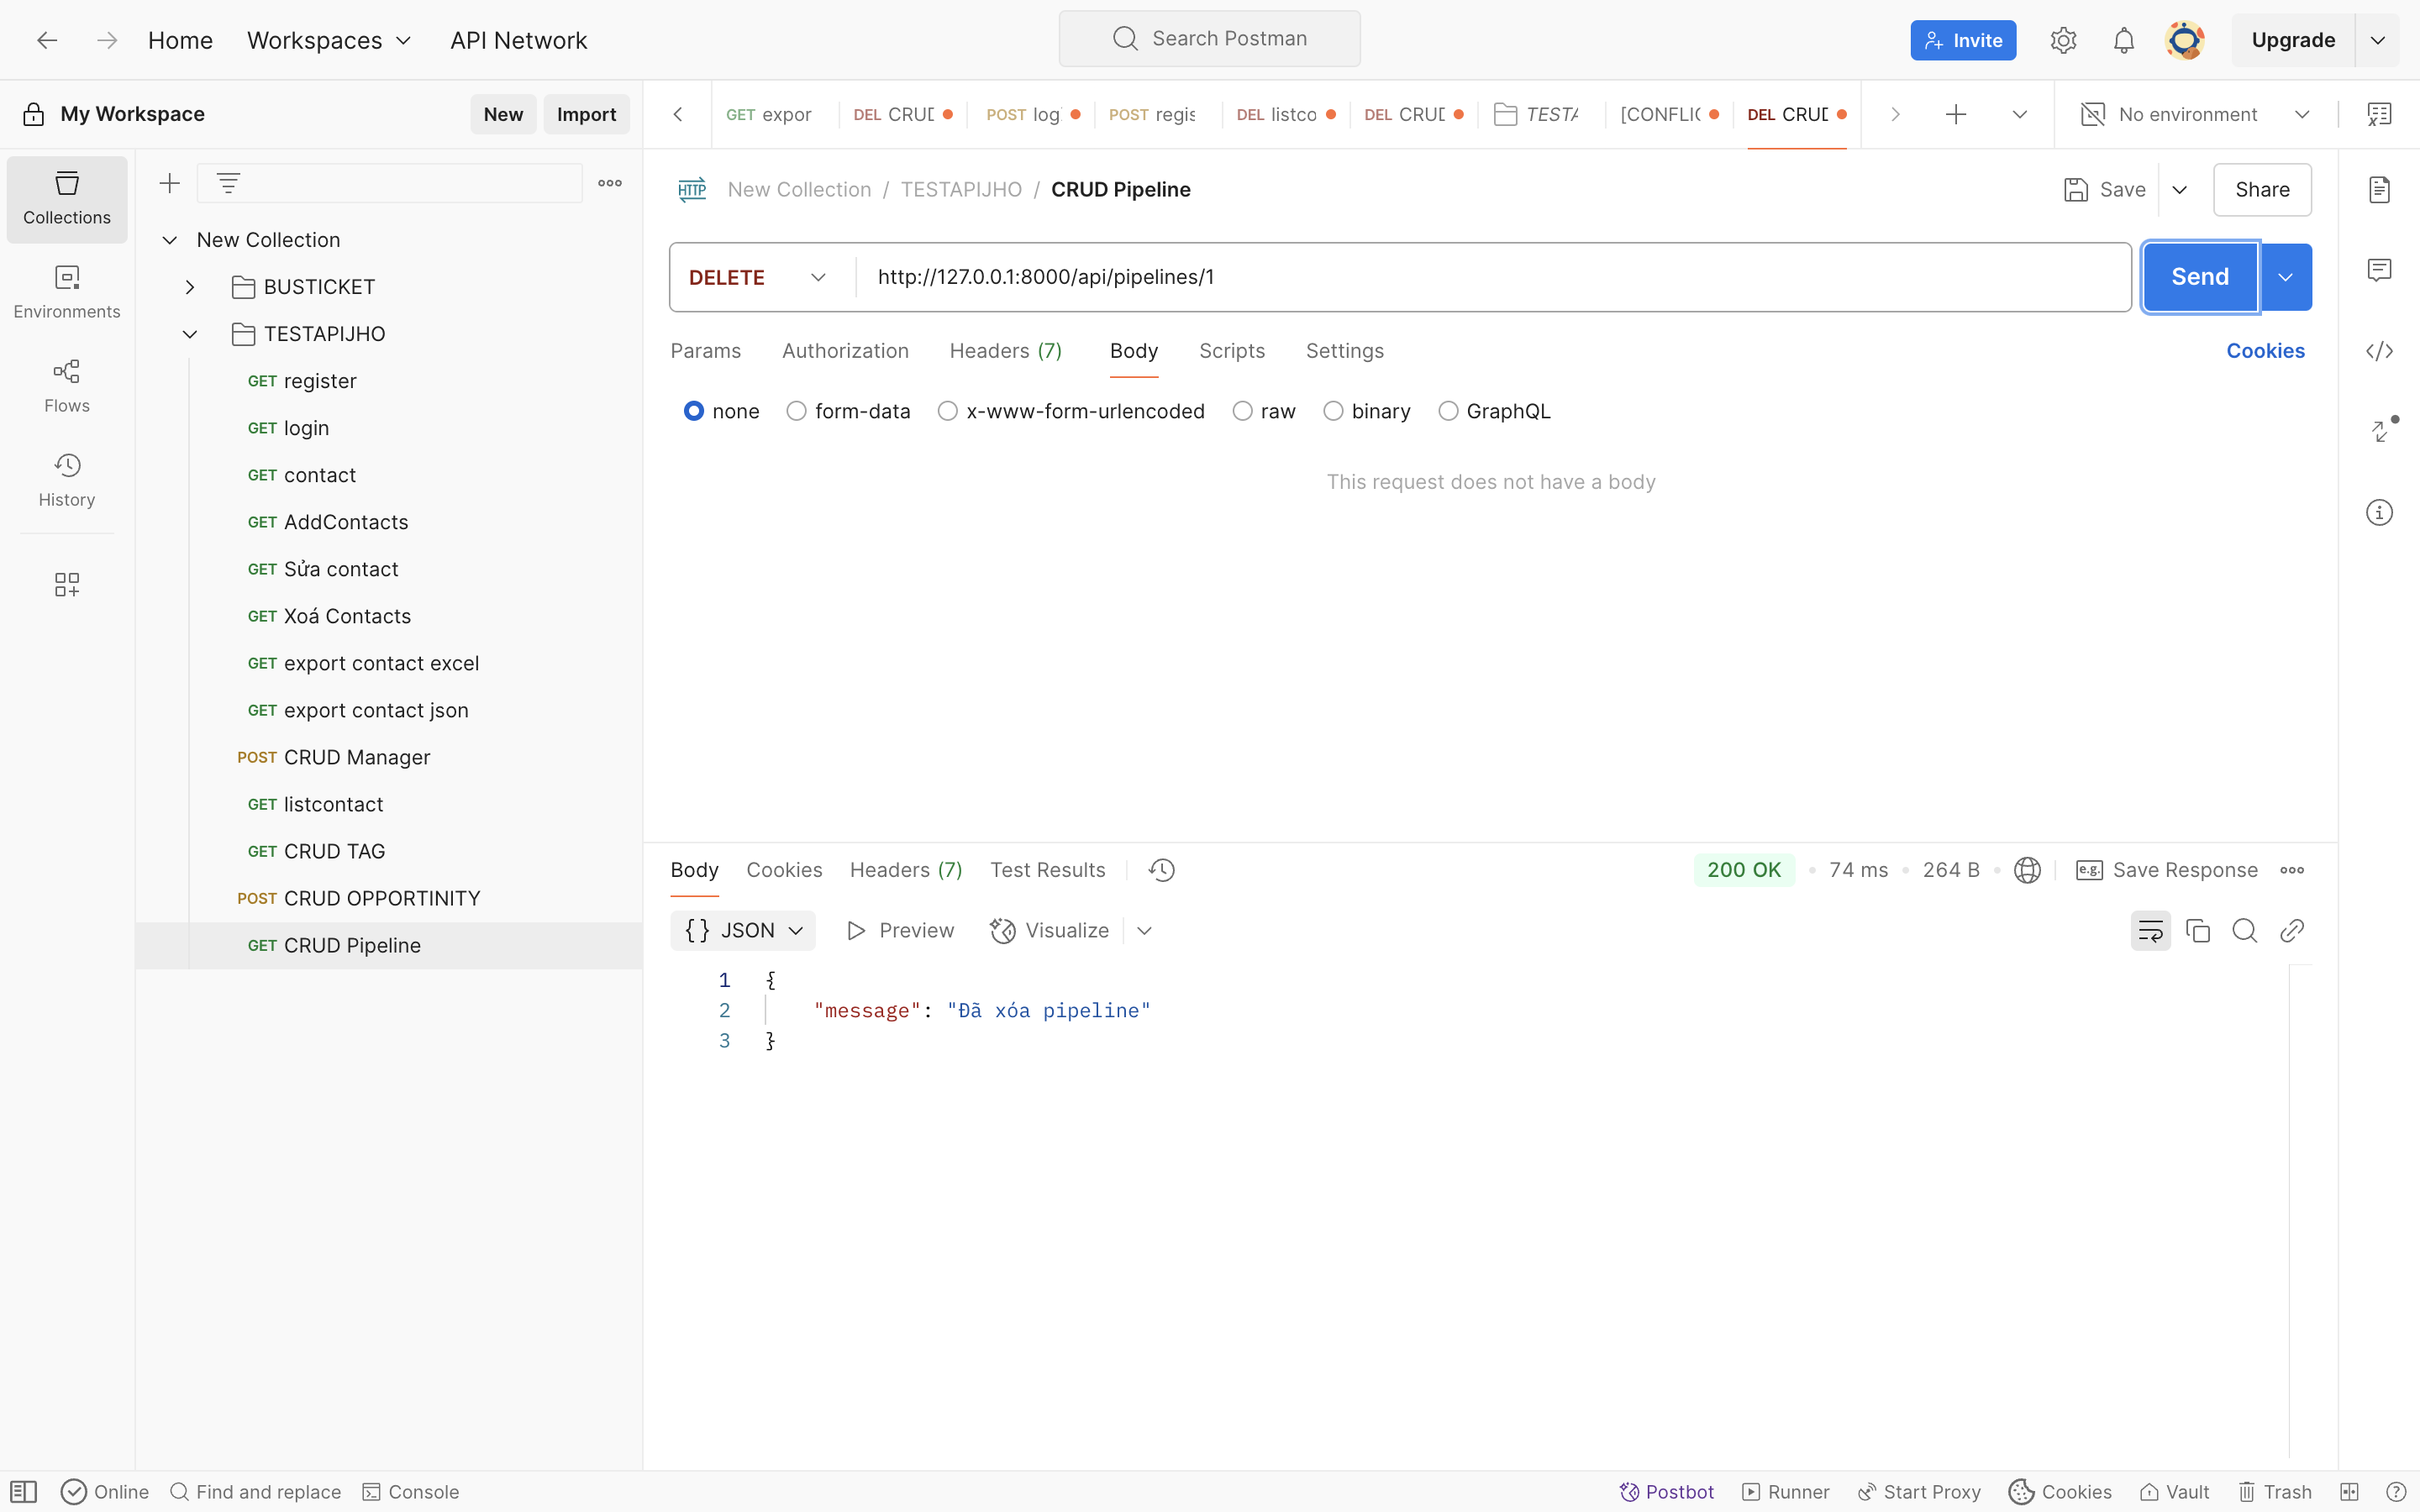 Home Workspaces API Network Search Postman Invite Upgrade
My Workspace New Import
GET expor DEL CRUD POST log POST regis DEL listco DEL CRUD TESTA [CONFLIC DEL CRUD No environment
Collections
Environments
Flows
History
New Collection
BUSTICKET
TESTAPIJHO
GET register
GET login
GET contact
GET AddContacts
GET Sửa contact
GET Xoá Contacts
GET export contact excel
GET export contact json
POST CRUD Manager
GET listcontact
GET CRUD TAG
POST CRUD OPPORTINITY
GET CRUD Pipeline
HTTP New Collection / TESTAPIJHO / CRUD Pipeline Save Share
DELETE http://127.0.0.1:8000/api/pipelines/1 Send
Params Authorization Headers (7) Body Scripts Settings Cookies
none form-data x-www-form-urlencoded raw binary GraphQL
This request does not have a body
Body Cookies Headers (7) Test Results 200 OK • 74 ms • 264 B • e.g. Save Response
{} JSON Preview Visualize
1 {
2 "message": "Đã xóa pipeline"
3 }
Online Find and replace Console Postbot Runner Start Proxy Cookies Vault Trash